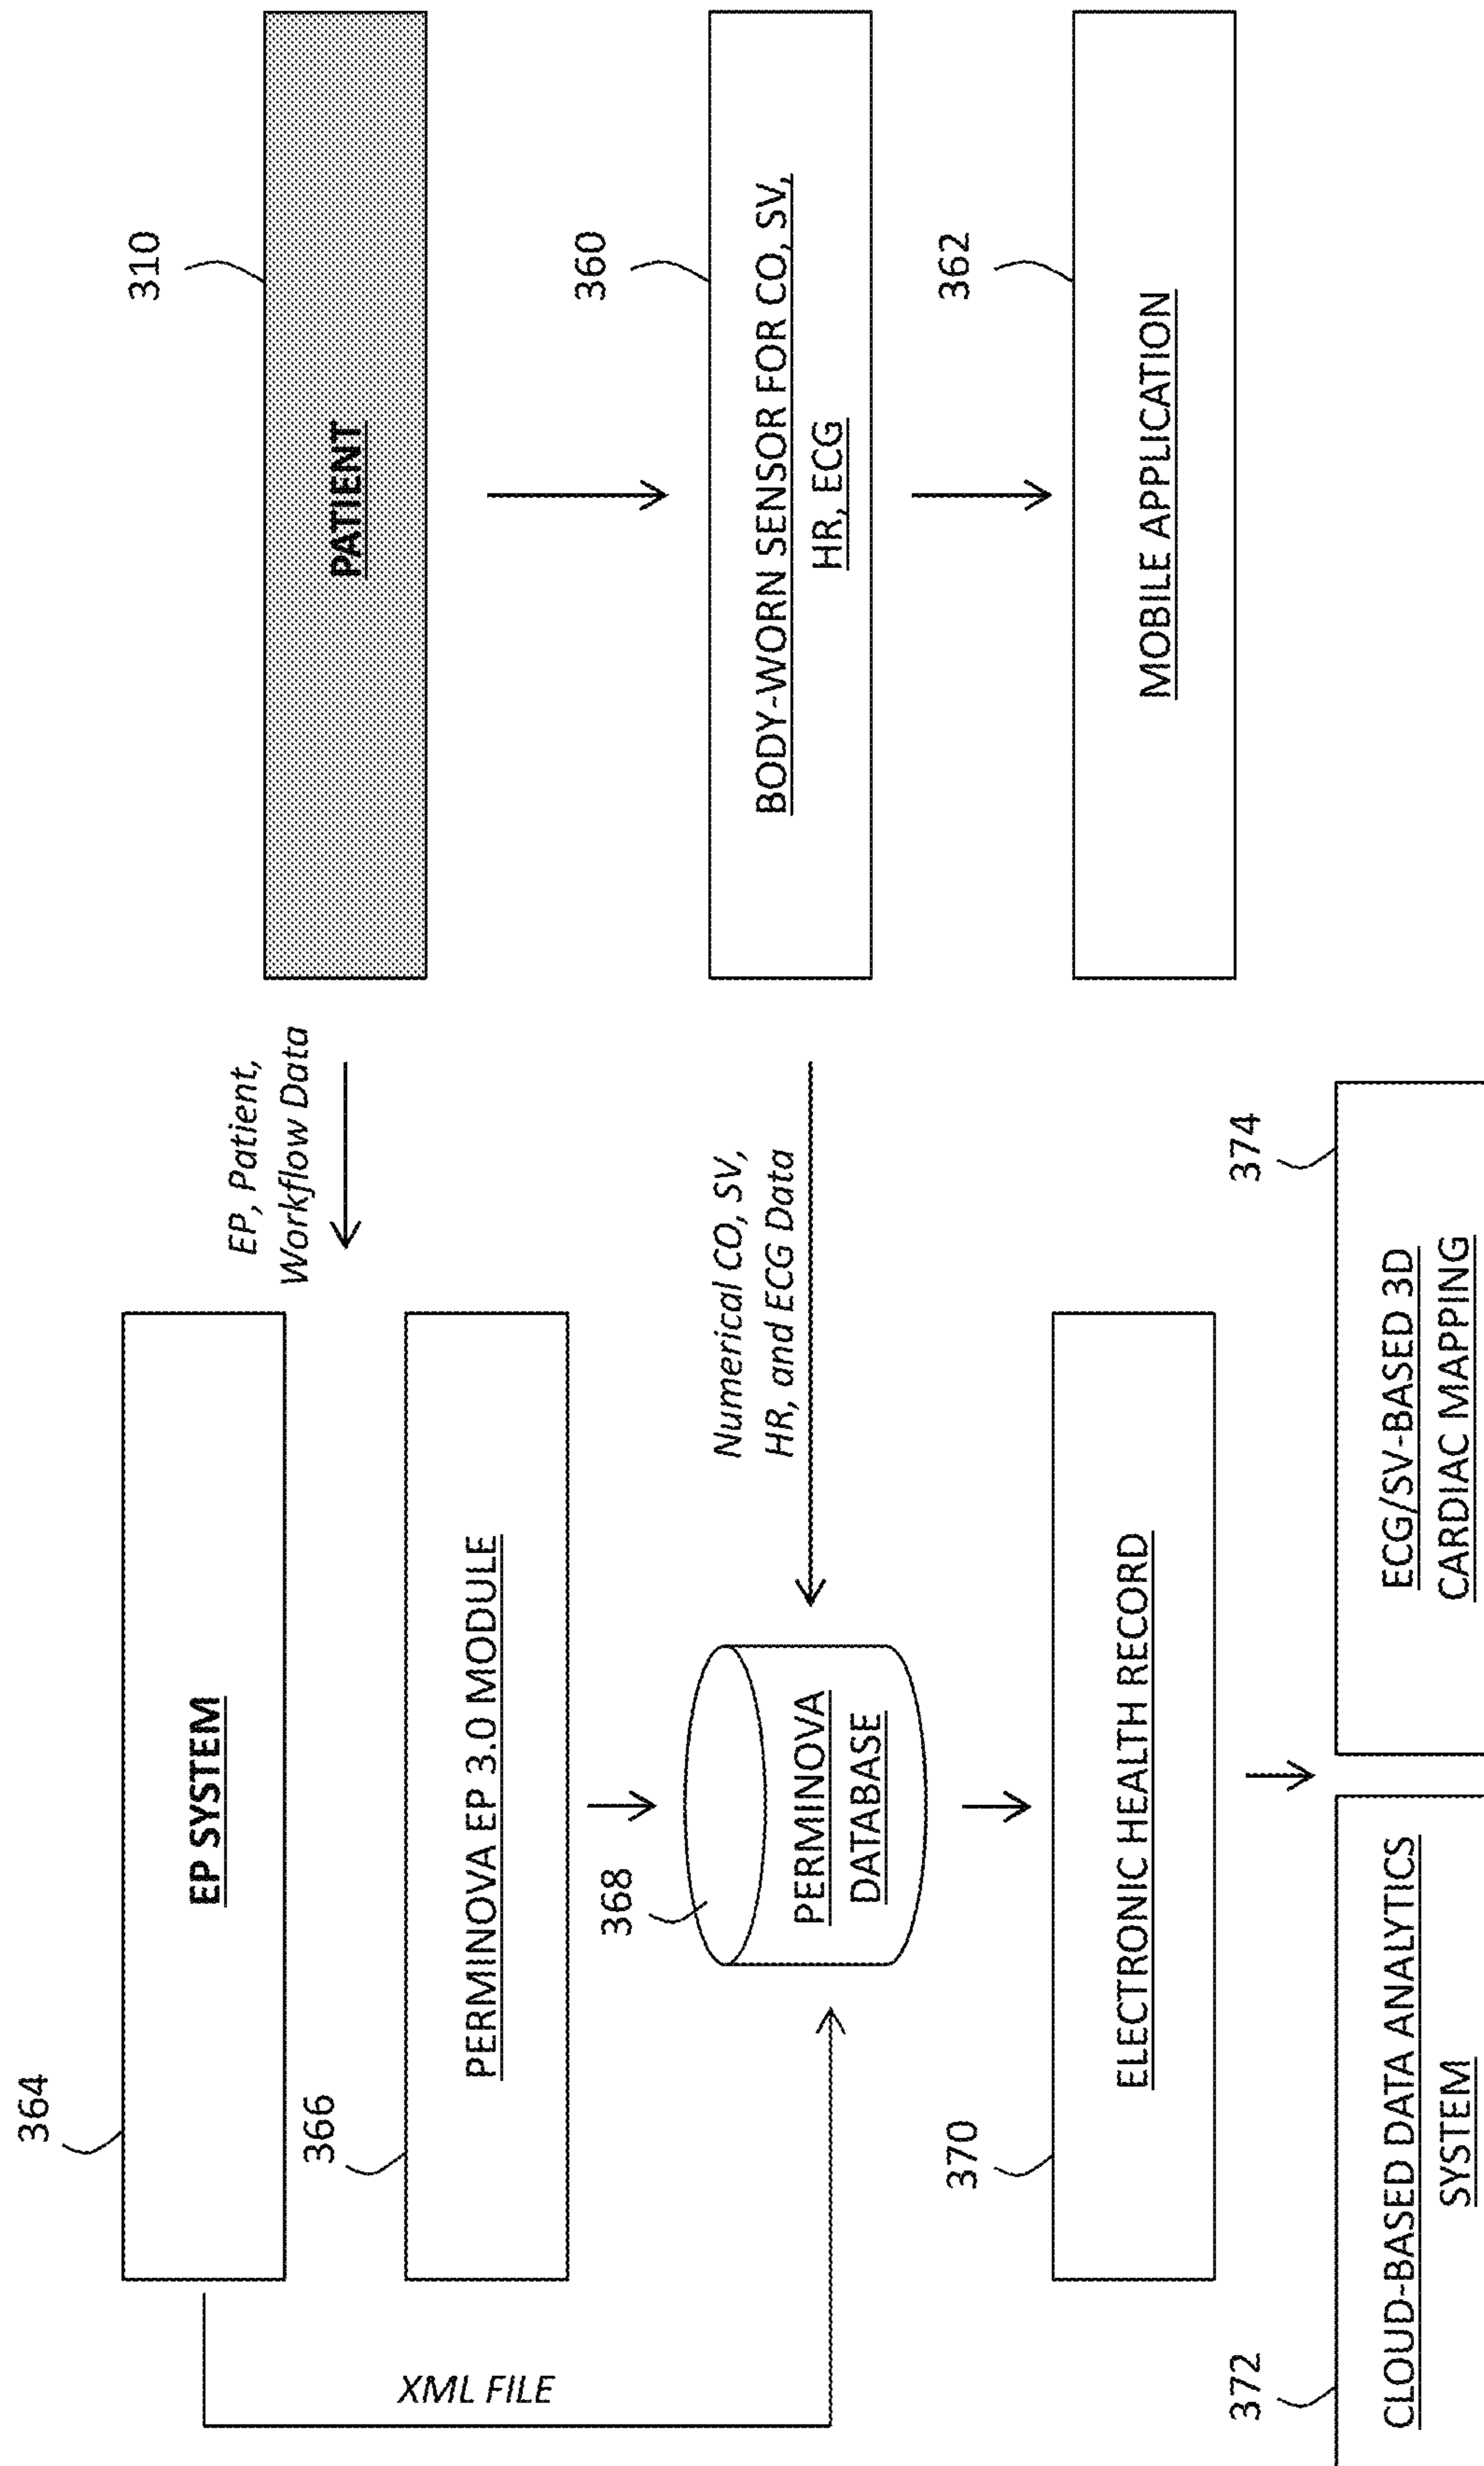 364
EP SYSTEM
EP, Patient,
Workflow Data
310
PATIENT
366
PERMINOVA EP 3.0 MODULE
XML FILE
368
PERMINOVA
DATABASE
Numerical CO, SV,
HR, and ECG Data
360
BODY-WORN SENSOR FOR CO, SV,
HR, ECG
370
ELECTRONIC HEALTH RECORD
362
MOBILE APPLICATION
372
CLOUD-BASED DATA ANALYTICS
SYSTEM
374
ECG/SV-BASED 3D
CARDIAC MAPPING